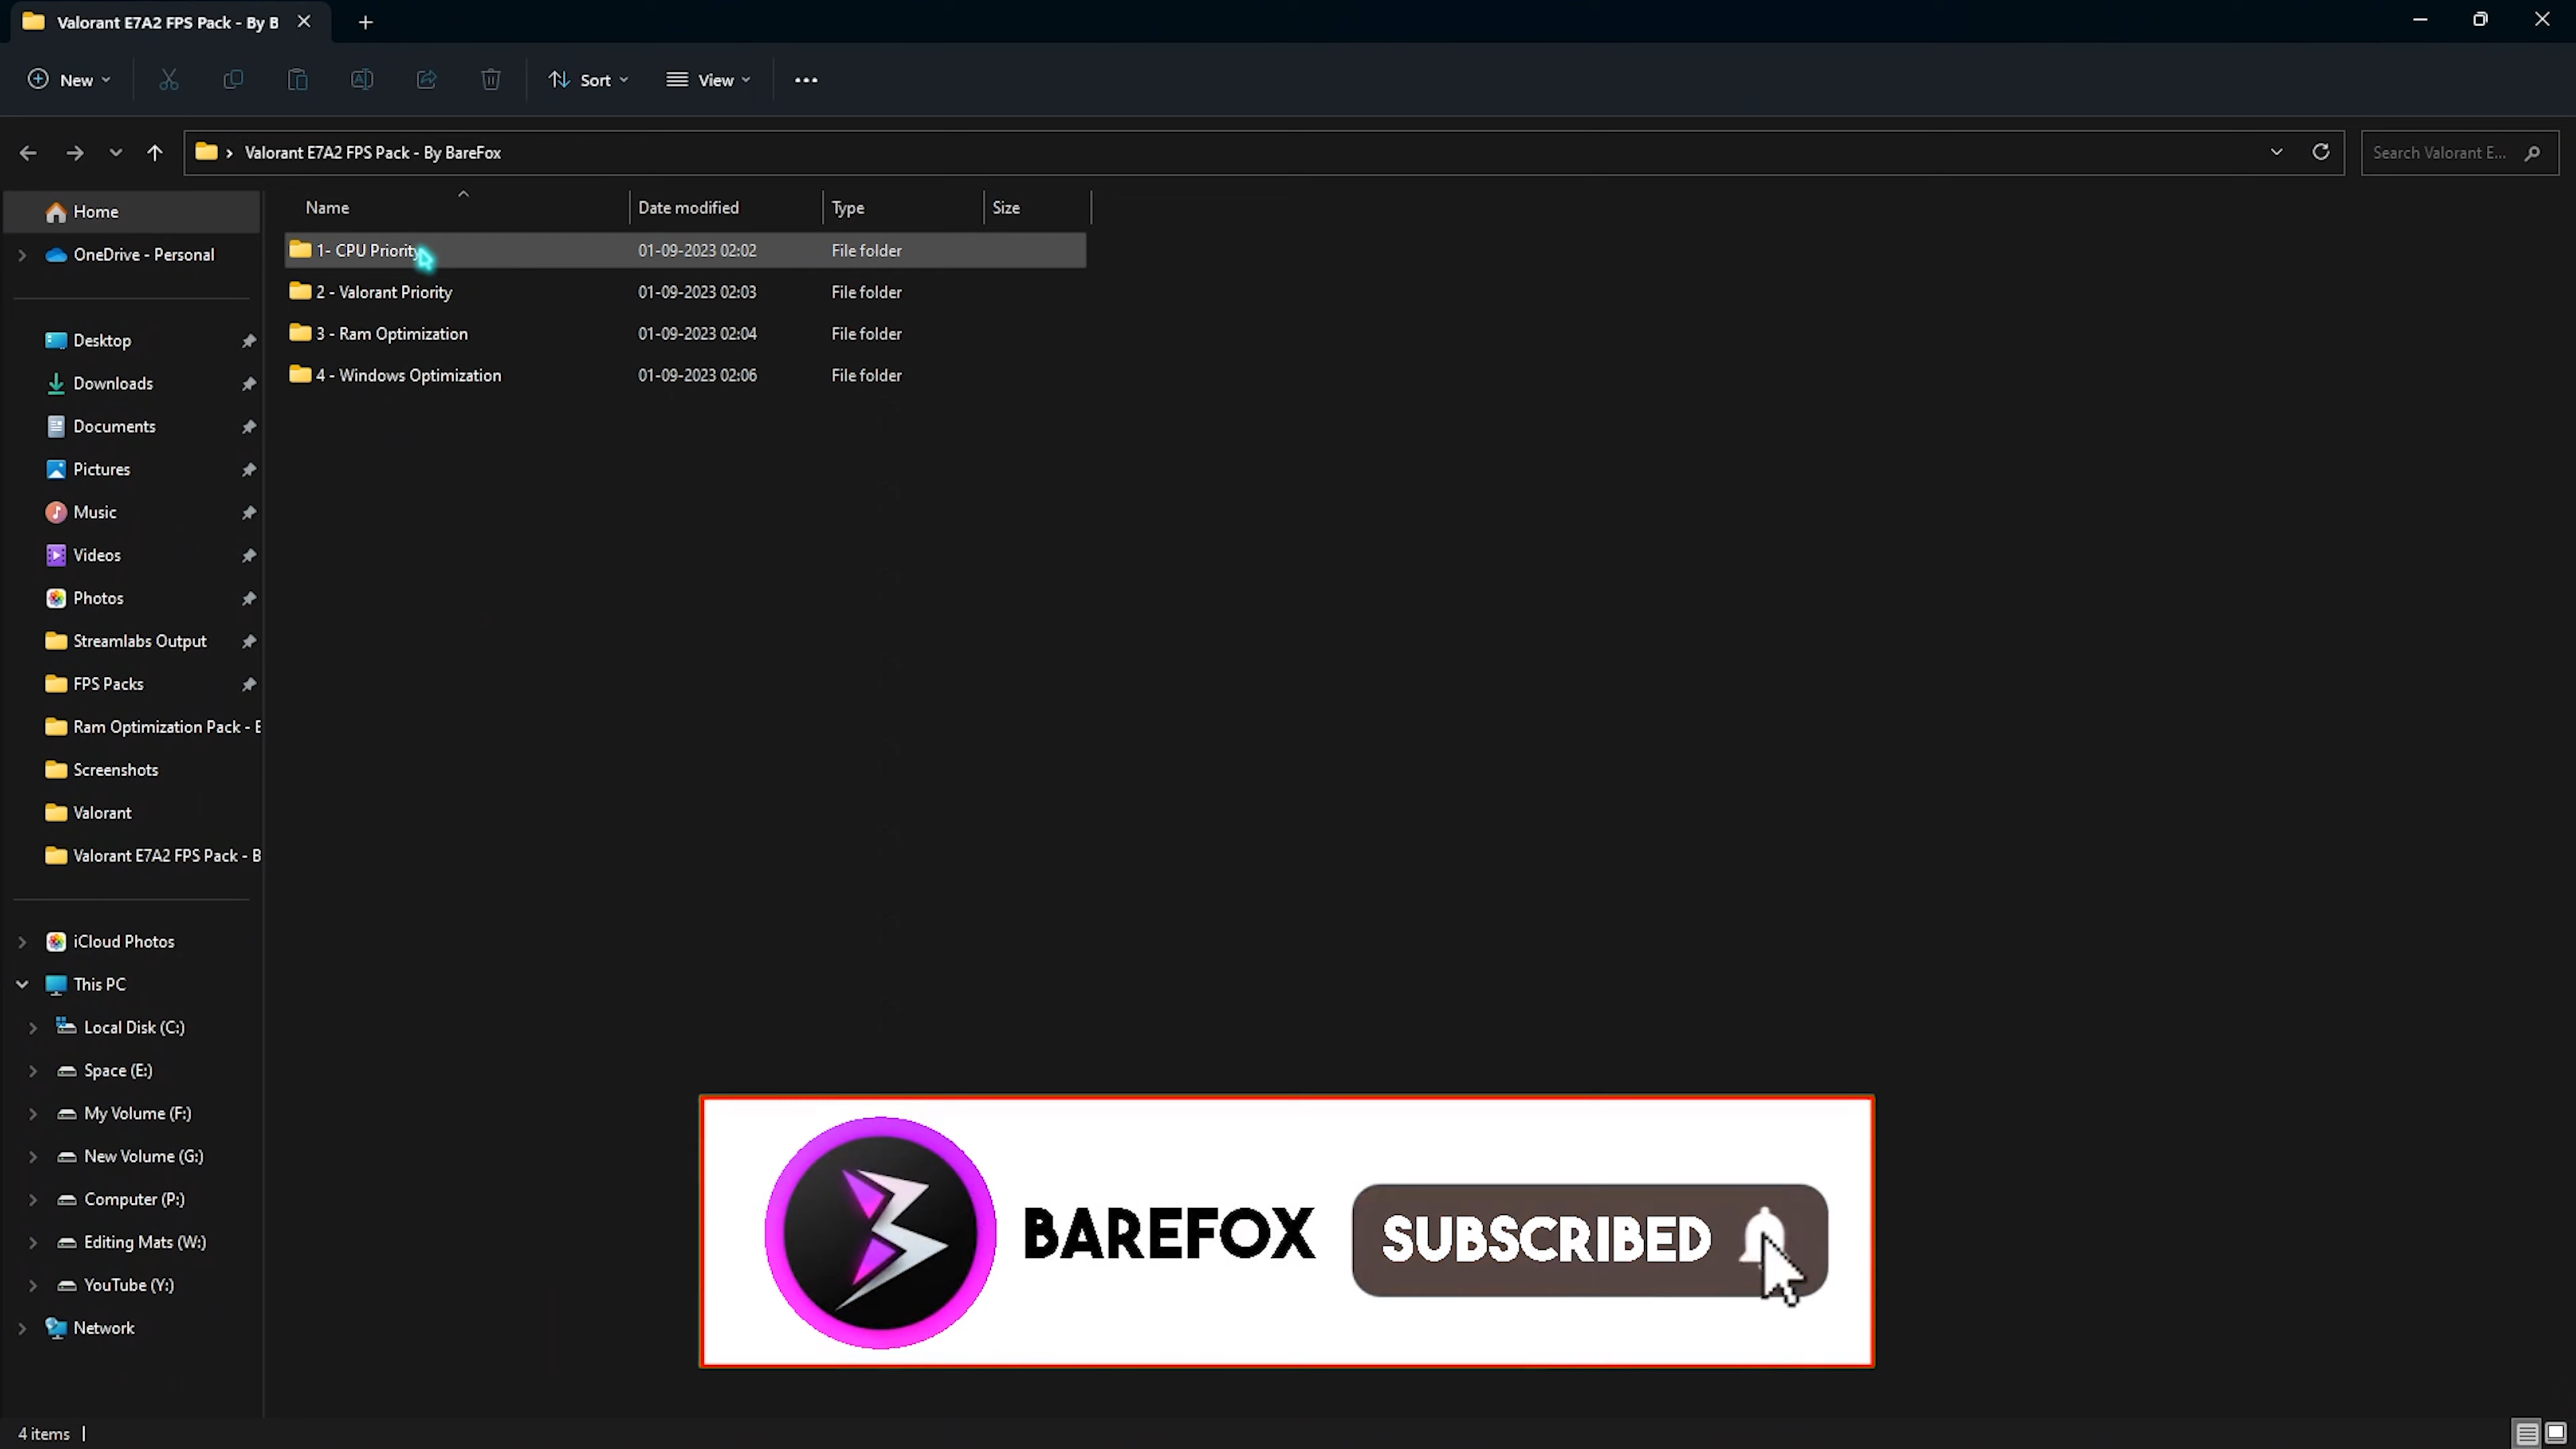 Valorant E7A2 FPS Pack - By B
New
Sort
View
Valorant E7A2 FPS Pack - By BareFox
Search Valorant E...
Name Date modified Type Size
1- CPU Priority 01-09-2023 02:02 File folder
2 - Valorant Priority 01-09-2023 02:03 File folder
3 - Ram Optimization 01-09-2023 02:04 File folder
4 - Windows Optimization 01-09-2023 02:06 File folder
Home
OneDrive - Personal
Desktop
Downloads
Documents
Pictures
Music
Videos
Photos
Streamlabs Output
FPS Packs
Ram Optimization Pack - B
Screenshots
Valorant
Valorant E7A2 FPS Pack - B
iCloud Photos
This PC
Local Disk (C:)
Space (E:)
My Volume (F:)
New Volume (G:)
Computer (P:)
Editing Mats (W:)
YouTube (Y:)
Network
BAREFOX SUBSCRIBED
4 items